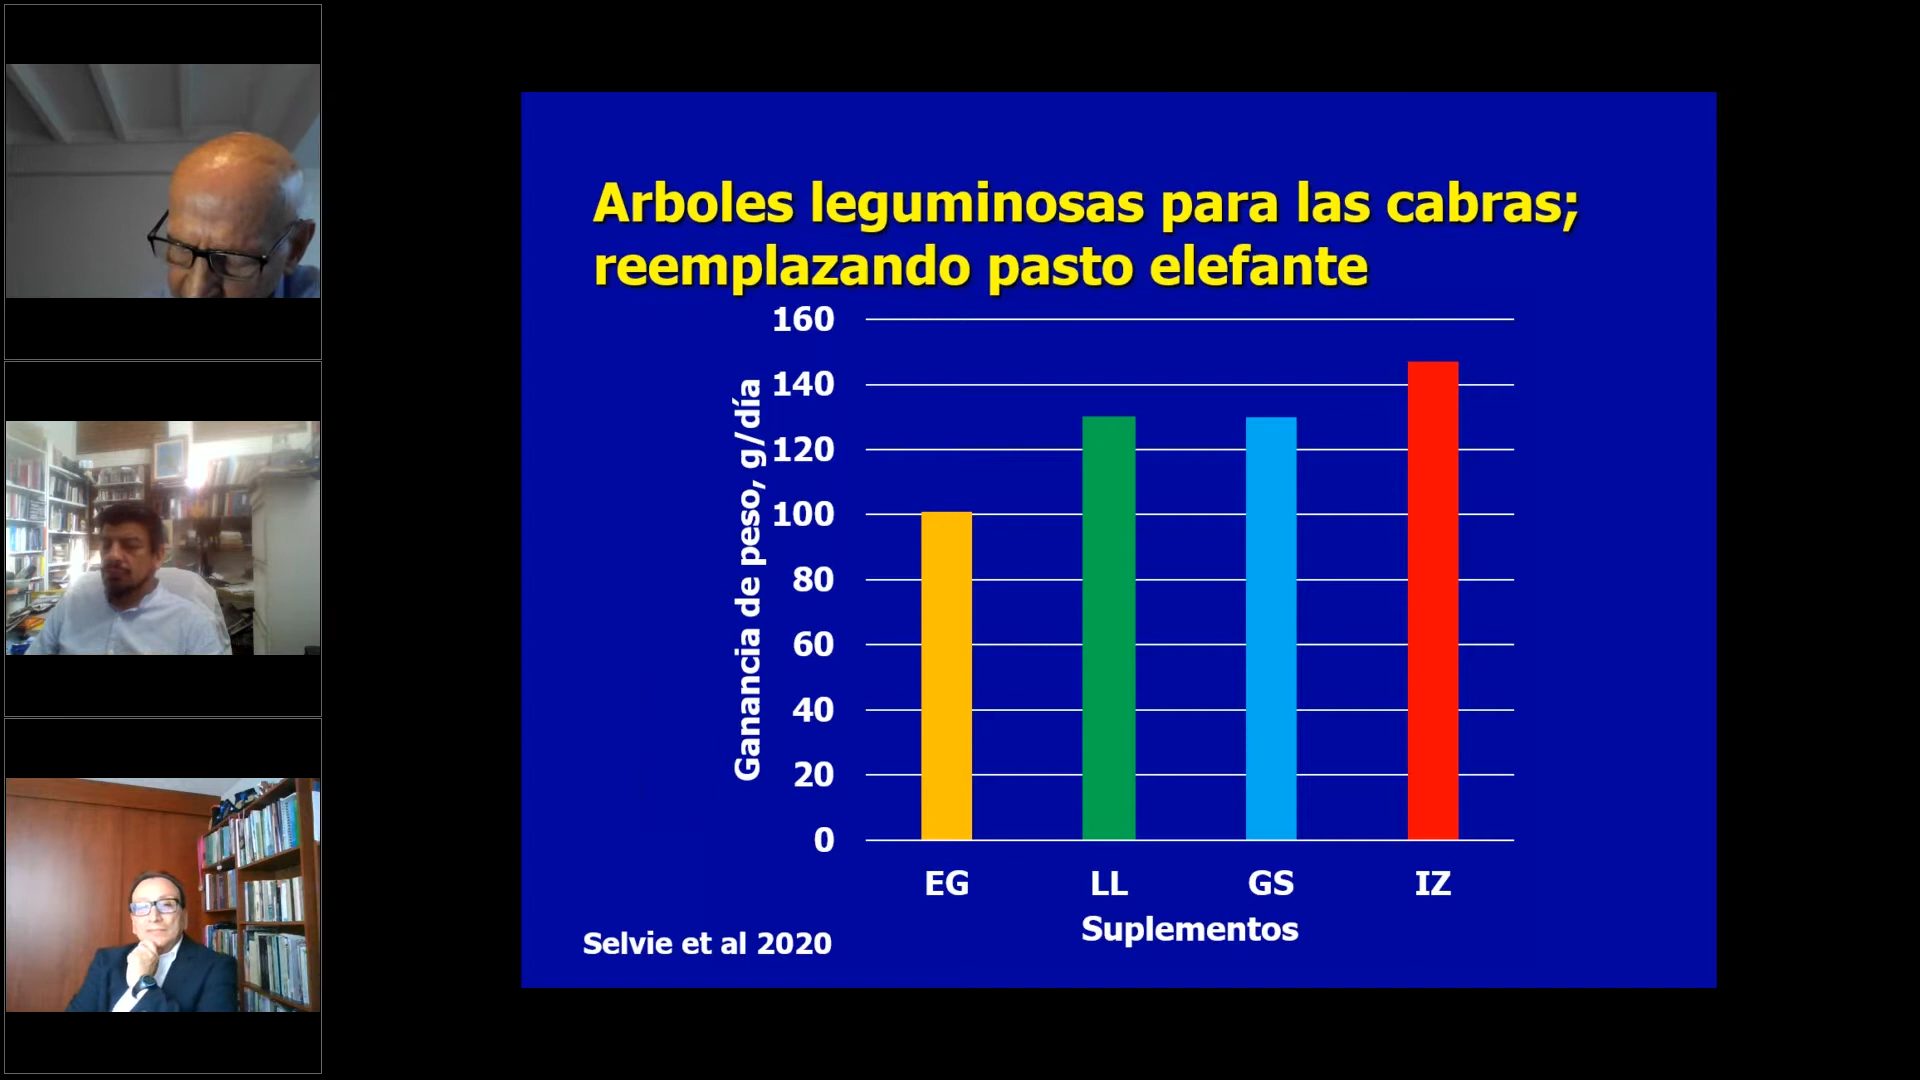 Arboles leguminosas para las cabras;
reemplazando pasto elefante
160
140
120
100
80
60
40
20
0
Ganancia de peso, g/día
EG LL GS IZ
Suplementos
Selvie et al 2020